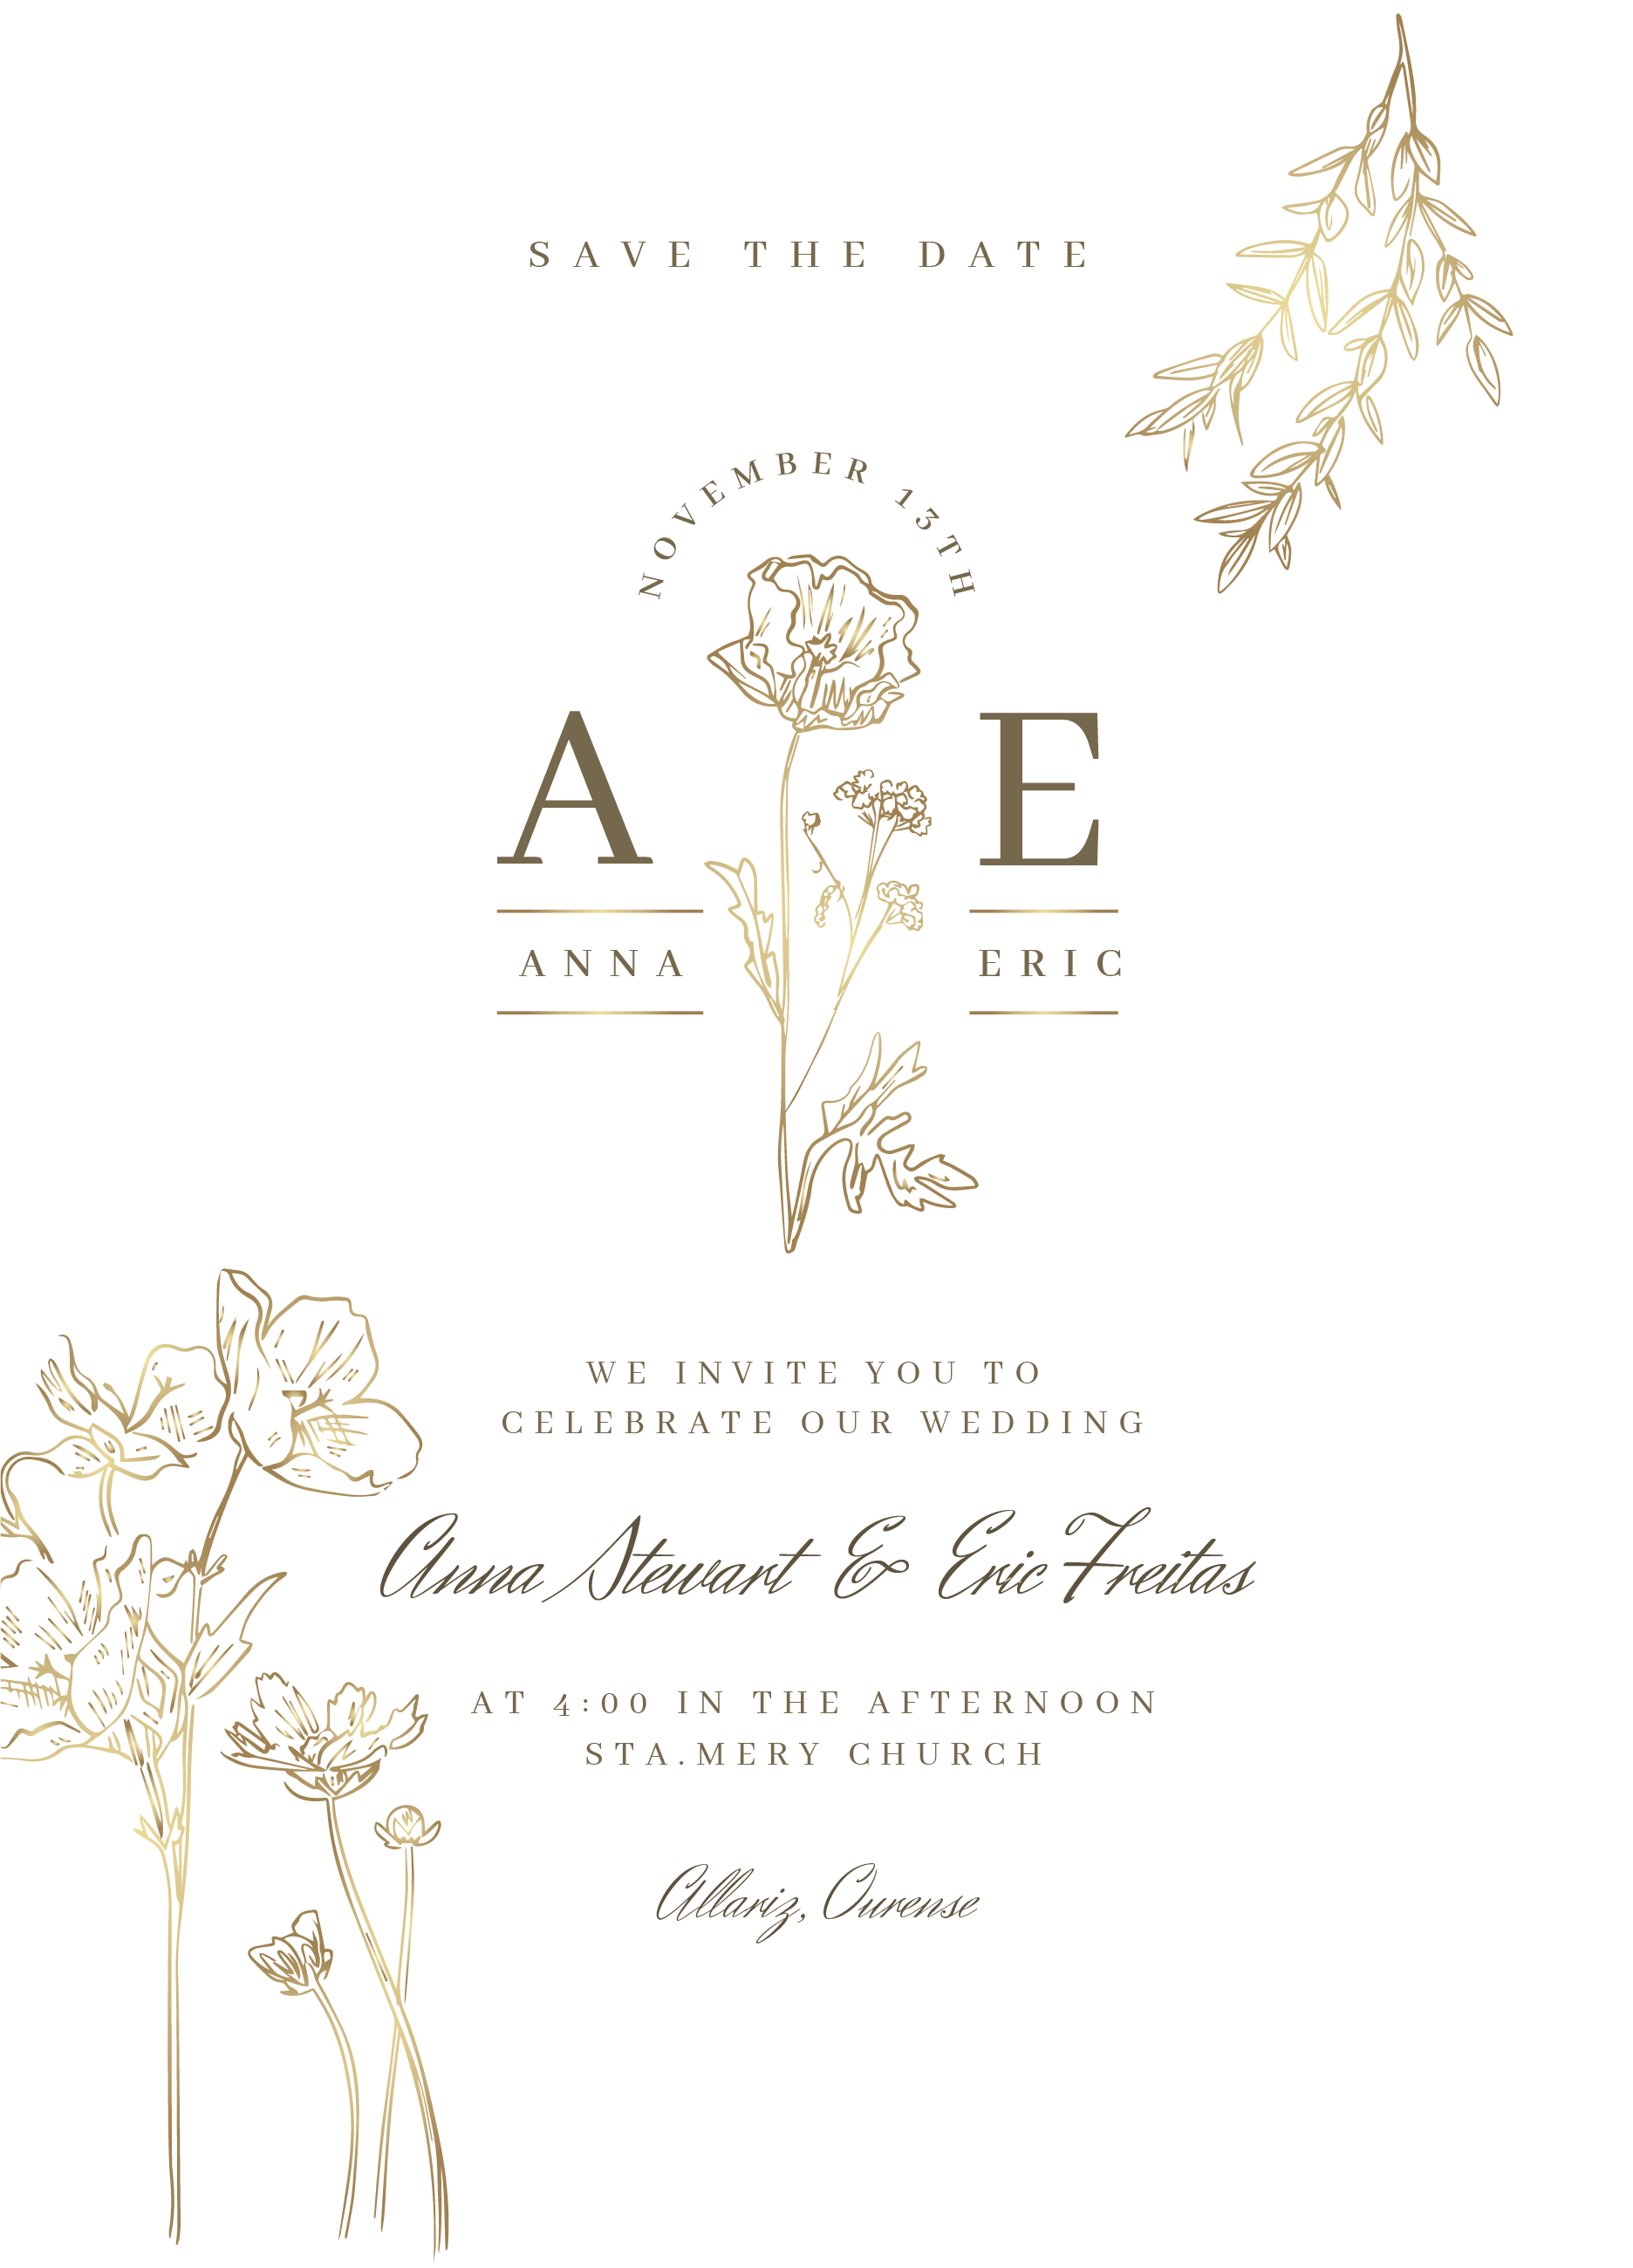 SAVE THE DATE
NOVEMBER 13TH
A E
ANNA ERIC
WE INVITE YOU TO
CELEBRATE OUR WEDDING
Anna Stewart & Eric Freitas
AT 4:00 IN THE AFTERNOON
STA.MERY CHURCH
Allariz, Ourense